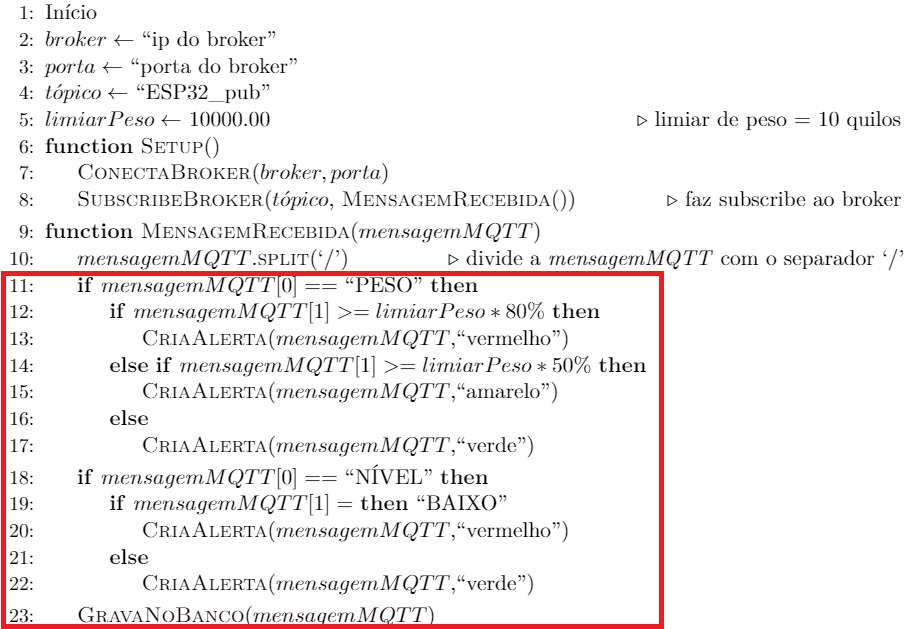 1: Início
2: broker ← “ip do broker”
3: porta ← “porta do broker”
4: tópico ← “ESP32_pub”
5: limiarPeso ← 10000.00 ▷ limiar de peso = 10 quilos
6: function Setup()
7: ConectaBroker(broker, porta)
8: SubscribeBroker(tópico, MensagemRecebida()) ▷ faz subscribe ao broker
9: function MensagemRecebida(mensagemMQTT)
10: mensagemMQTT.split(‘/’) ▷ divide a mensagemMQTT com o separador ‘/’
11: if mensagemMQTT[0] == “PESO” then
12: if mensagemMQTT[1] >= limiarPeso * 80% then
13: CriaAlerta(mensagemMQTT,“vermelho”)
14: else if mensagemMQTT[1] >= limiarPeso * 50% then
15: CriaAlerta(mensagemMQTT,“amarelo”)
16: else
17: CriaAlerta(mensagemMQTT,“verde”)
18: if mensagemMQTT[0] == “NÍVEL” then
19: if mensagemMQTT[1] = then “BAIXO”
20: CriaAlerta(mensagemMQTT,“vermelho”)
21: else
22: CriaAlerta(mensagemMQTT,“verde”)
23: GravaNoBanco(mensagemMQTT)